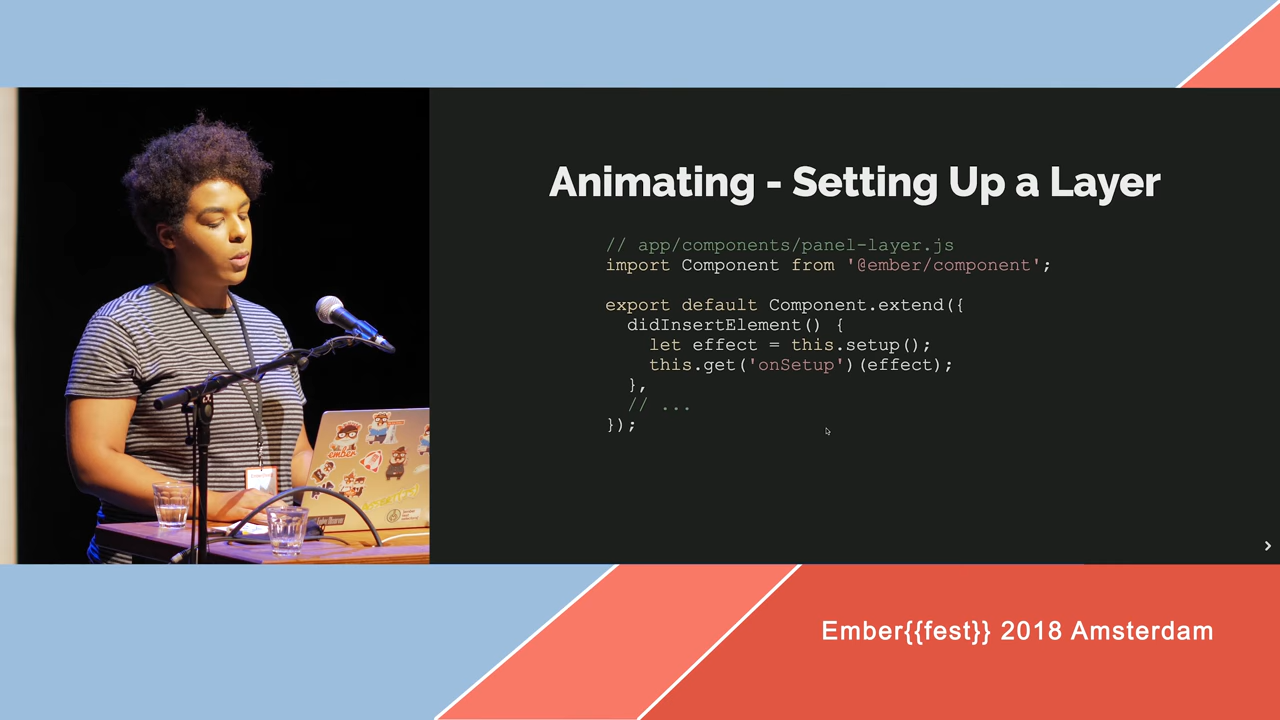 Animating - Setting Up a Layer
// app/components/panel-layer.js
import Component from '@ember/component';
export default Component.extend({
didInsertElement() {
let effect = this.setup();
this.get('onSetup')(effect);
},
// ...
});
ember
Ember{{fest}} 2018 Amsterdam